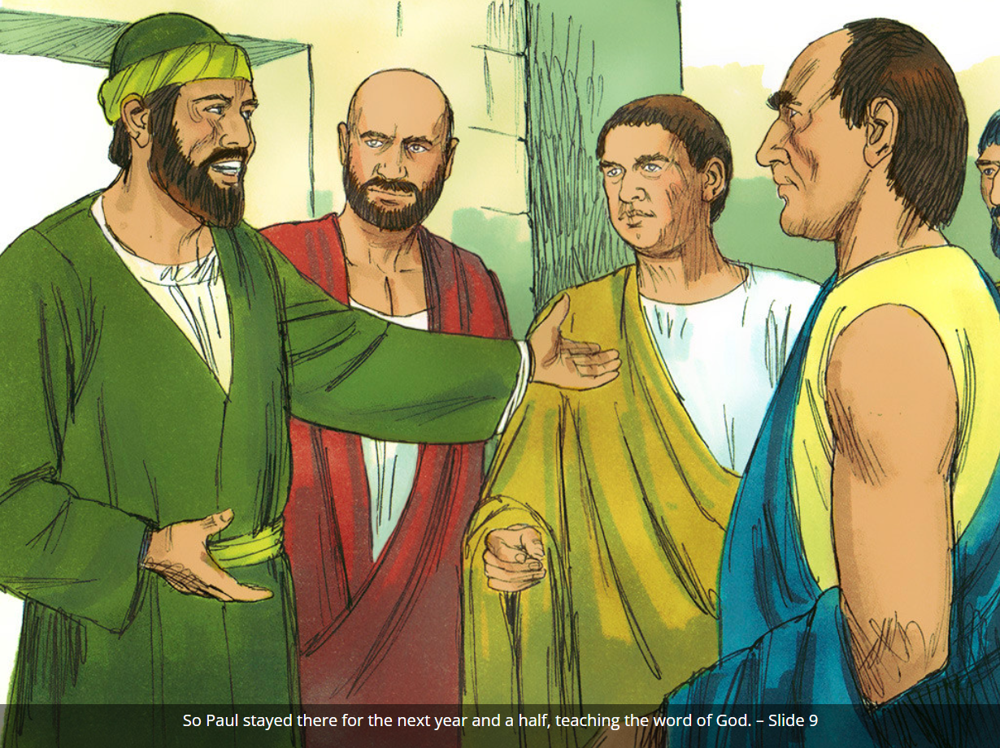 So Paul stayed there for the next year and a half, teaching the word of God. – Slide 9